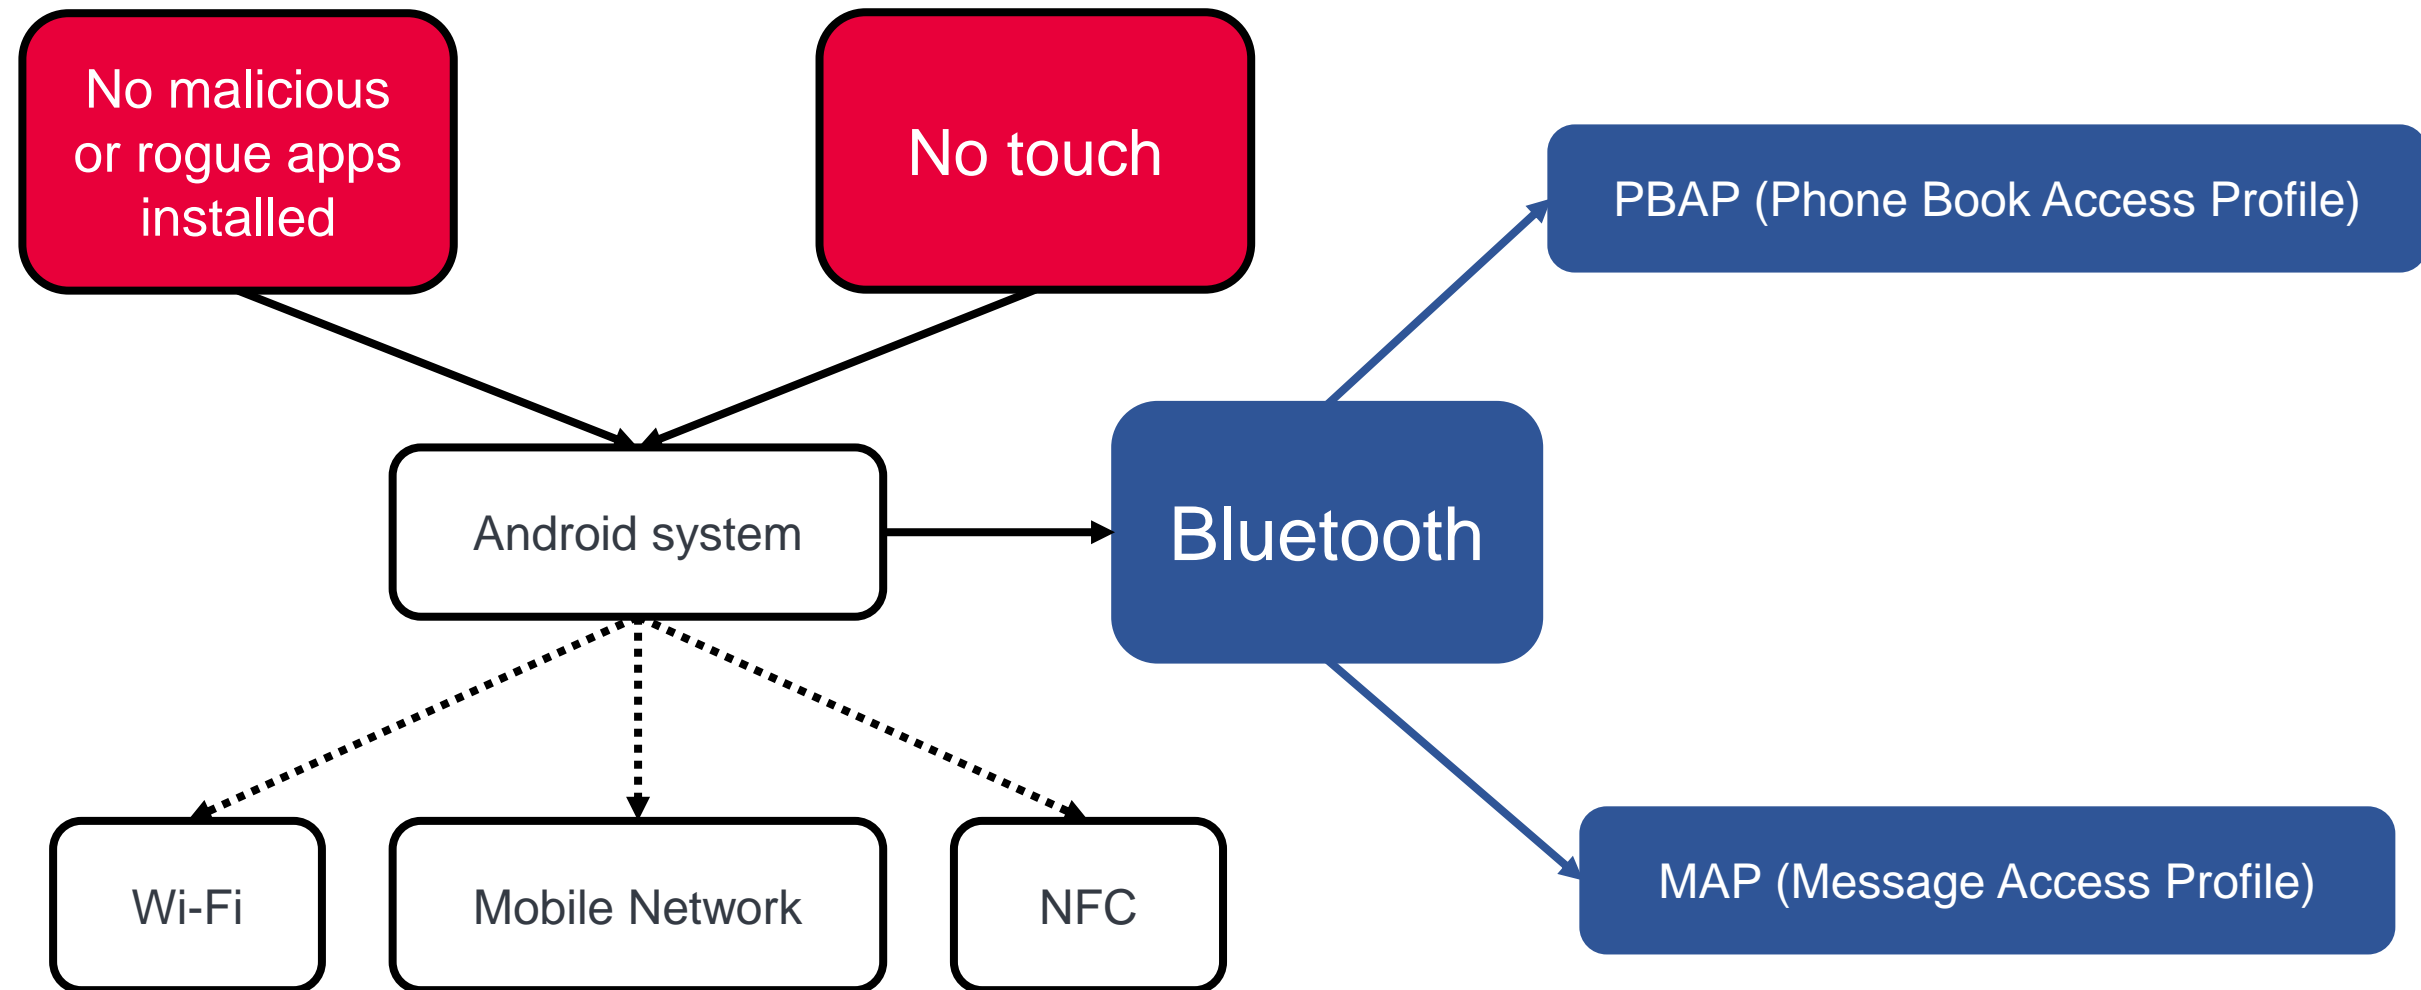 No malicious
or rogue apps
installed
No touch
PBAP (Phone Book Access Profile)
Android system
Bluetooth
Wi-Fi
Mobile Network
NFC
MAP (Message Access Profile)